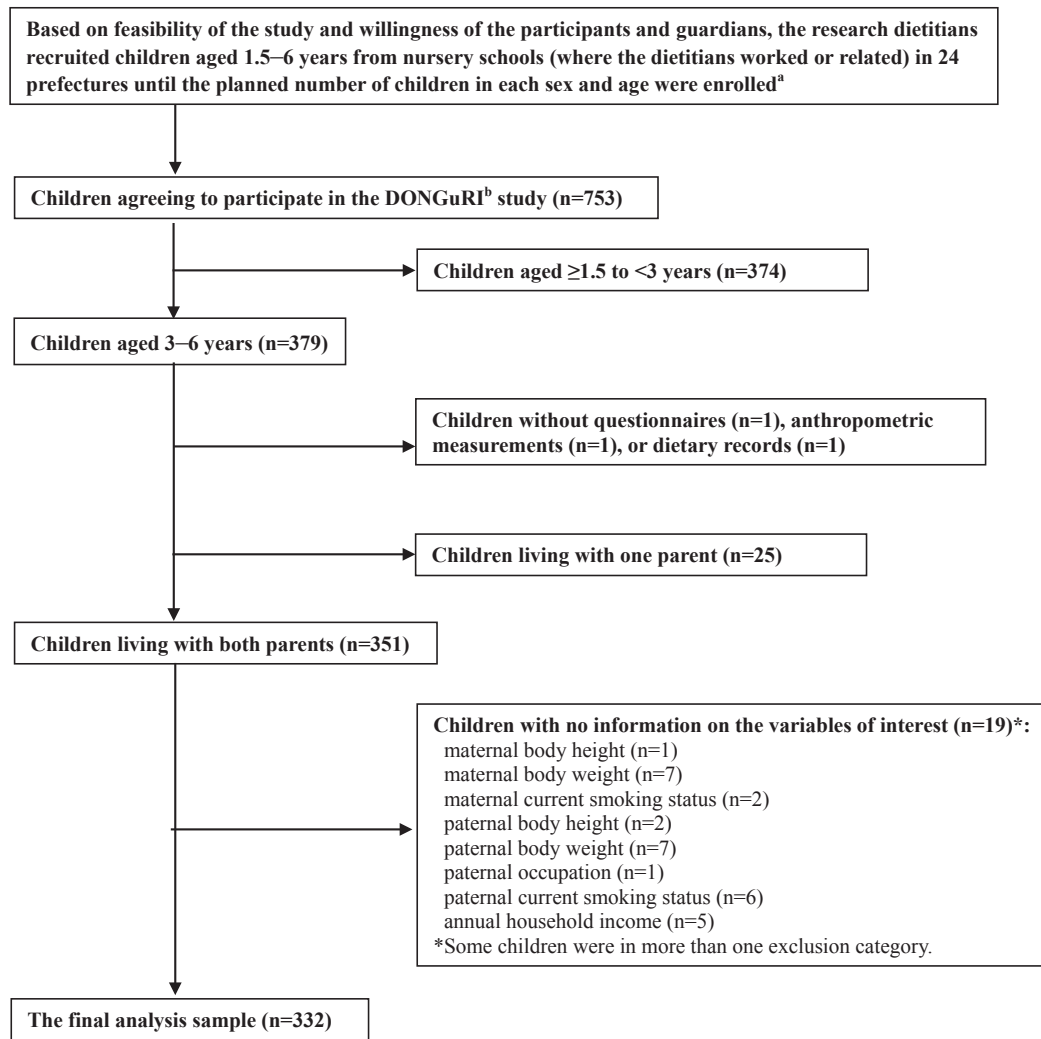 Based on feasibility of the study and willingness of the participants and guardians, the research dietitians
recruited children aged 1.5–6 years from nursery schools (where the dietitians worked or related) in 24
prefectures until the planned number of children in each sex and age were enrolledᵃ
Children agreeing to participate in the DONGuRIᵇ study (n=753)
Children aged ≥1.5 to <3 years (n=374)
Children aged 3–6 years (n=379)
Children without questionnaires (n=1), anthropometric
measurements (n=1), or dietary records (n=1)
Children living with one parent (n=25)
Children living with both parents (n=351)
Children with no information on the variables of interest (n=19)*:
maternal body height (n=1)
maternal body weight (n=7)
maternal current smoking status (n=2)
paternal body height (n=2)
paternal body weight (n=7)
paternal occupation (n=1)
paternal current smoking status (n=6)
annual household income (n=5)
*Some children were in more than one exclusion category.
The final analysis sample (n=332)